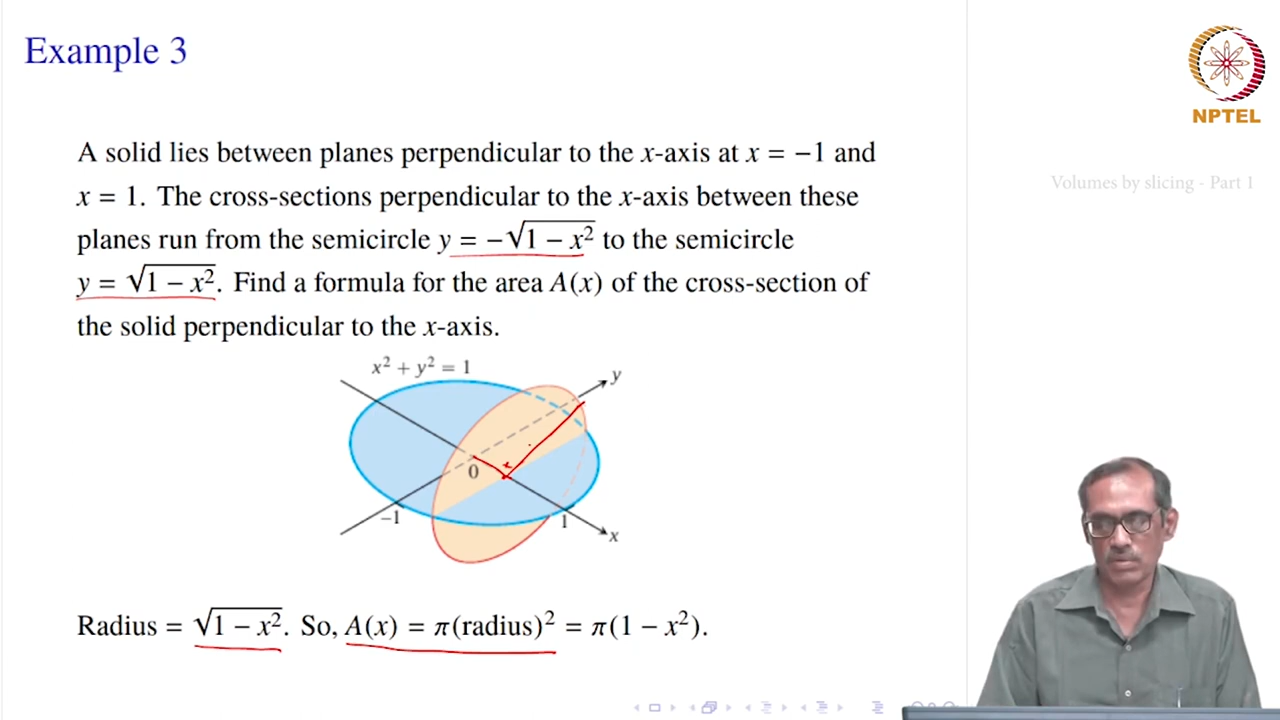 Example 3
NPTEL
A solid lies between planes perpendicular to the x-axis at x = −1 and
x = 1. The cross-sections perpendicular to the x-axis between these
planes run from the semicircle y = −√(1 − x²) to the semicircle
y = √(1 − x²). Find a formula for the area A(x) of the cross-section of
the solid perpendicular to the x-axis.
Volumes by slicing - Part 1
x² + y² = 1
y
x
0
−1
1
x
Radius = √(1 − x²). So, A(x) = π(radius)² = π(1 − x²).